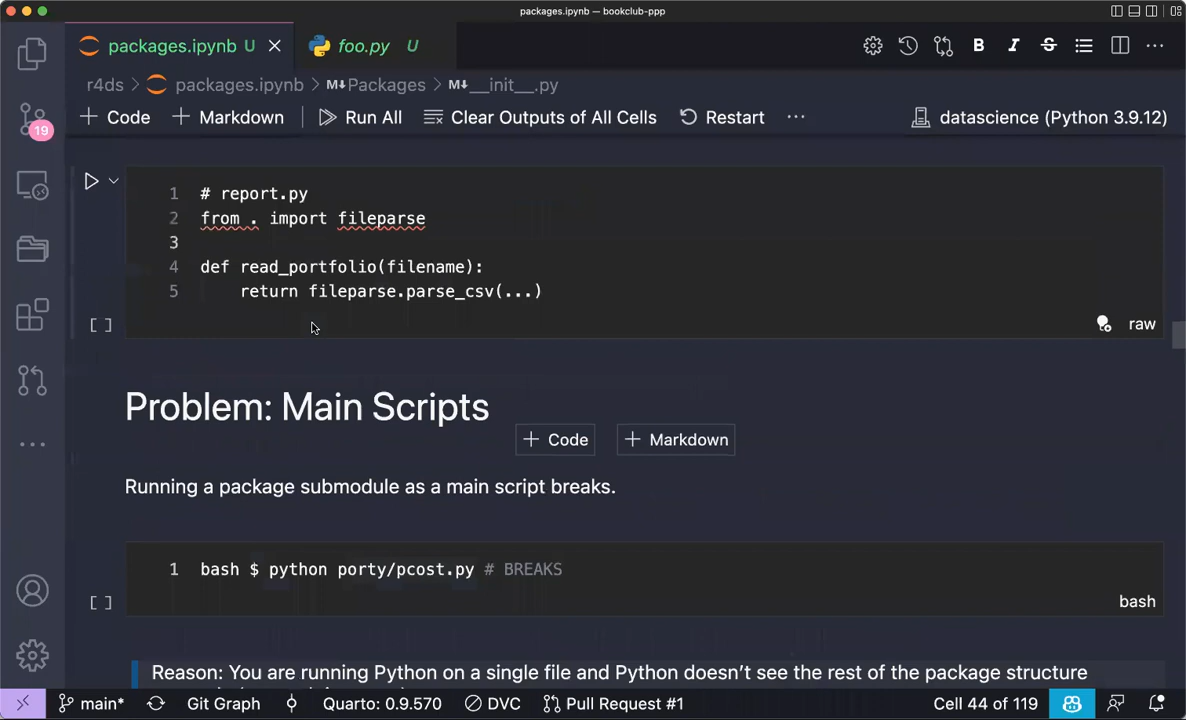 packages.ipynb — bookclub-ppp
packages.ipynb U
foo.py U
r4ds > packages.ipynb > M↓Packages > M↓__init__.py
+ Code + Markdown Run All Clear Outputs of All Cells Restart ... datascience (Python 3.9.12)
19
1 # report.py
2 from . import fileparse
3
4 def read_portfolio(filename):
5 return fileparse.parse_csv(...)
[ ] raw
Problem: Main Scripts
+ Code + Markdown
Running a package submodule as a main script breaks.
1 bash $ python porty/pcost.py # BREAKS
[ ] bash
Reason: You are running Python on a single file and Python doesn't see the rest of the package structure
main* Git Graph Quarto: 0.9.570 DVC Pull Request #1 Cell 44 of 119